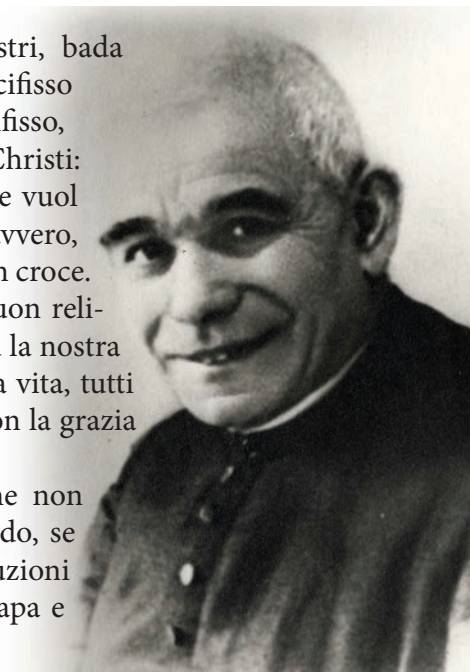 stri, bada
cifisso
fisso,
Christi:
e vuol
vvero,
n croce.
uon reli-
la nostra
a vita, tutti
on la grazia
ne non
do, se
uzioni
apa e